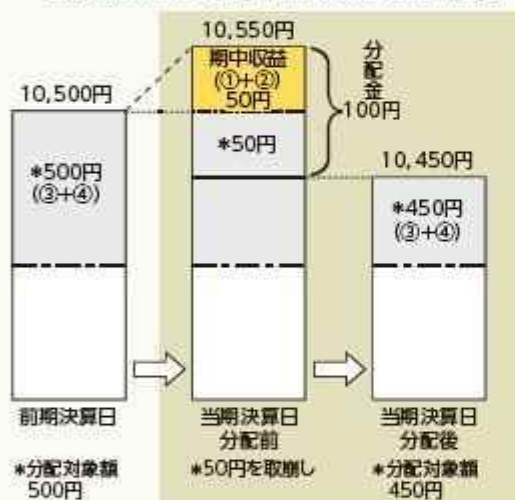 10,550円
期中収益
(①+②)
50円
分配金
100円
10,500円
*50円
*500円
(③+④)
10,450円
*450円
(③+④)
前期決算日
当期決算日
分配前
当期決算日
分配後
*分配対象額
500円
*50円を取崩し
*分配対象額
450円